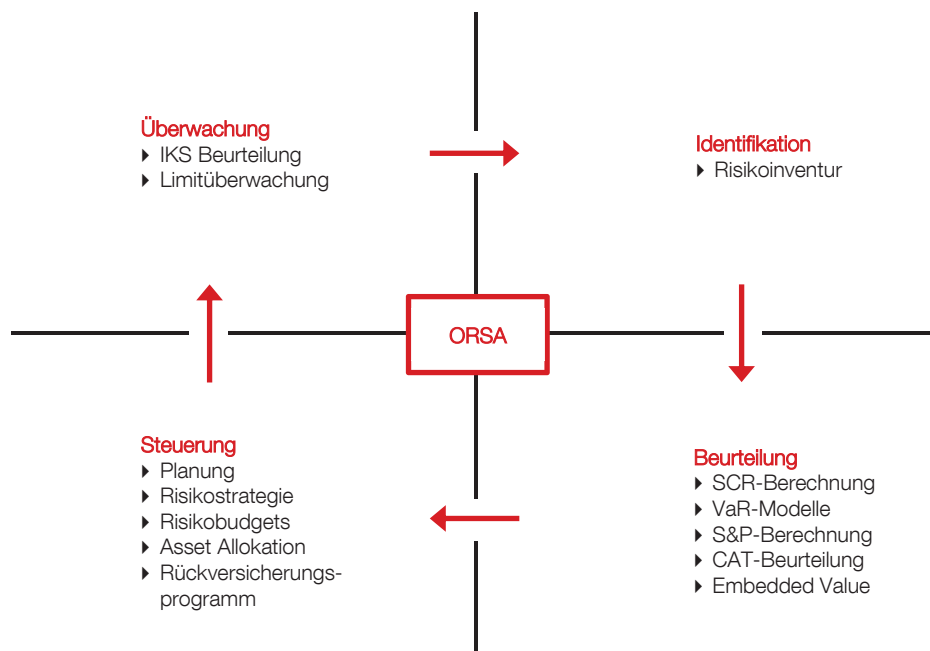 Überwachung
IKS Beurteilung
Limitüberwachung
Identifikation
Risikoinventur
ORSA
Steuerung
Planung
Risikostrategie
Risikobudgets
Asset Allokation
Rückversicherungs-
programm
Beurteilung
SCR-Berechnung
VaR-Modelle
S&P-Berechnung
CAT-Beurteilung
Embedded Value